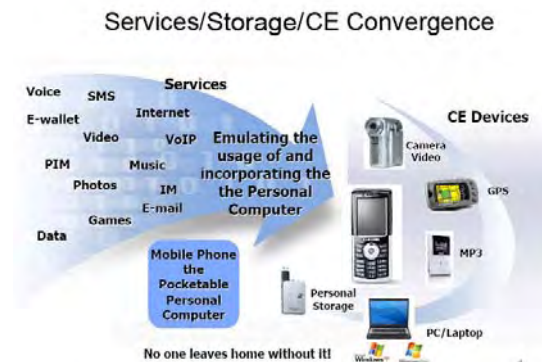 Services/Storage/CE Convergence
Services
Voice
SMS
Internet
E-wallet
Video
VoIP
PIM
Music
Photos
IM
E-mail
Games
Data
Emulating the
usage of and
incorporating the
the Personal
Computer
CE Devices
Camera
Video
GPS
MP3
PC/Laptop
Personal
Storage
Mobile Phone
the
Pocketable
Personal
Computer
No one leaves home without it!
Windows